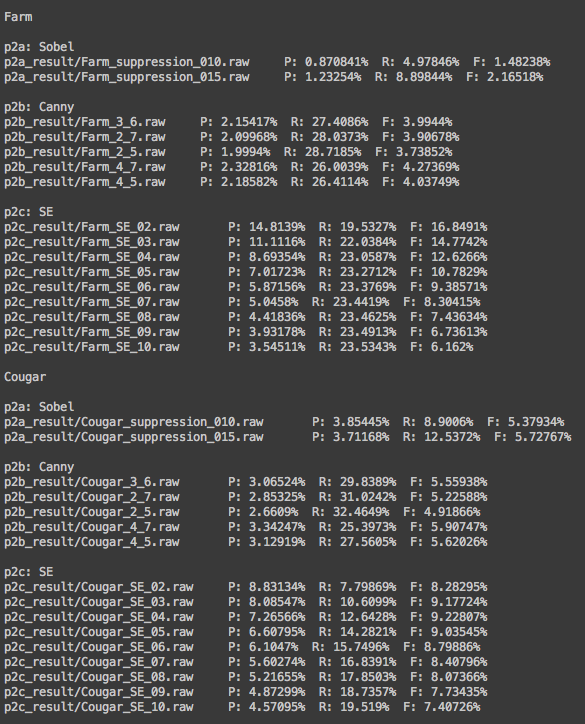 Farm
p2a: Sobel
p2a_result/Farm_suppression_010.raw P: 0.870841% R: 4.97846% F: 1.48238%
p2a_result/Farm_suppression_015.raw P: 1.23254% R: 8.89844% F: 2.16518%
p2b: Canny
p2b_result/Farm_3_6.raw P: 2.15417% R: 27.4086% F: 3.9944%
p2b_result/Farm_2_7.raw P: 2.09968% R: 28.0373% F: 3.90678%
p2b_result/Farm_2_5.raw P: 1.9994% R: 28.7185% F: 3.73852%
p2b_result/Farm_4_7.raw P: 2.32816% R: 26.0039% F: 4.27369%
p2b_result/Farm_4_5.raw P: 2.18582% R: 26.4114% F: 4.03749%
p2c: SE
p2c_result/Farm_SE_02.raw P: 14.8139% R: 19.5327% F: 16.8491%
p2c_result/Farm_SE_03.raw P: 11.1116% R: 22.0384% F: 14.7742%
p2c_result/Farm_SE_04.raw P: 8.69354% R: 23.0587% F: 12.6266%
p2c_result/Farm_SE_05.raw P: 7.01723% R: 23.2712% F: 10.7829%
p2c_result/Farm_SE_06.raw P: 5.87156% R: 23.3769% F: 9.38571%
p2c_result/Farm_SE_07.raw P: 5.0458% R: 23.4419% F: 8.30415%
p2c_result/Farm_SE_08.raw P: 4.41836% R: 23.4625% F: 7.43634%
p2c_result/Farm_SE_09.raw P: 3.93178% R: 23.4913% F: 6.73613%
p2c_result/Farm_SE_10.raw P: 3.54511% R: 23.5343% F: 6.162%
Cougar
p2a: Sobel
p2a_result/Cougar_suppression_010.raw P: 3.85445% R: 8.9006% F: 5.37934%
p2a_result/Cougar_suppression_015.raw P: 3.71168% R: 12.5372% F: 5.72767%
p2b: Canny
p2b_result/Cougar_3_6.raw P: 3.06524% R: 29.8389% F: 5.55938%
p2b_result/Cougar_2_7.raw P: 2.85325% R: 31.0242% F: 5.22588%
p2b_result/Cougar_2_5.raw P: 2.6609% R: 32.4649% F: 4.91866%
p2b_result/Cougar_4_7.raw P: 3.34247% R: 25.3973% F: 5.90747%
p2b_result/Cougar_4_5.raw P: 3.12919% R: 27.5605% F: 5.62026%
p2c: SE
p2c_result/Cougar_SE_02.raw P: 8.83134% R: 7.79869% F: 8.28295%
p2c_result/Cougar_SE_03.raw P: 8.08547% R: 10.6099% F: 9.17724%
p2c_result/Cougar_SE_04.raw P: 7.26566% R: 12.6428% F: 9.22807%
p2c_result/Cougar_SE_05.raw P: 6.60795% R: 14.2821% F: 9.03545%
p2c_result/Cougar_SE_06.raw P: 6.1047% R: 15.7496% F: 8.79886%
p2c_result/Cougar_SE_07.raw P: 5.60274% R: 16.8391% F: 8.40796%
p2c_result/Cougar_SE_08.raw P: 5.21655% R: 17.8503% F: 8.07366%
p2c_result/Cougar_SE_09.raw P: 4.87299% R: 18.7357% F: 7.73435%
p2c_result/Cougar_SE_10.raw P: 4.57095% R: 19.519% F: 7.40726%